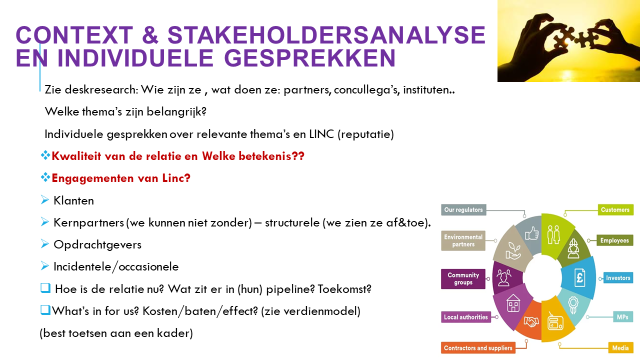 CONTEXT & STAKEHOLDERSANALYSE
EN INDIVIDUELE GESPREKKEN
Zie deskresearch: Wie zijn ze , wat doen ze: partners, concullega's, instituten..
Welke thema's zijn belangrijk?
Individuele gesprekken over relevante thema's en LINC (reputatie)
Kwaliteit van de relatie en Welke betekenis??
Engagementen van Linc?
Klanten
Kernpartners (we kunnen niet zonder) – structurele (we zien ze af&toe).
Opdrachtgevers
Incidentele/occasionele
Hoe is de relatie nu? Wat zit er in (hun) pipeline? Toekomst?
What's in for us? Kosten/baten/effect? (zie verdienmodel)
(best toetsen aan een kader)
Our regulators
Customers
Environmental
partners
Employees
Community
groups
Investors
Local authorities
MPs
Contractors and suppliers
Media